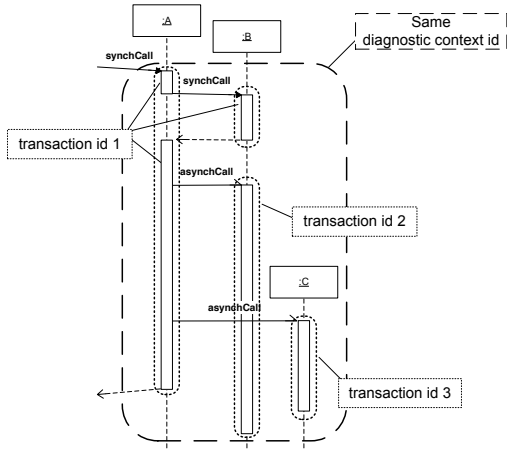 :A
:B
Same
diagnostic context id
synchCall
synchCall
transaction id 1
asynchCall
transaction id 2
:C
asynchCall
transaction id 3